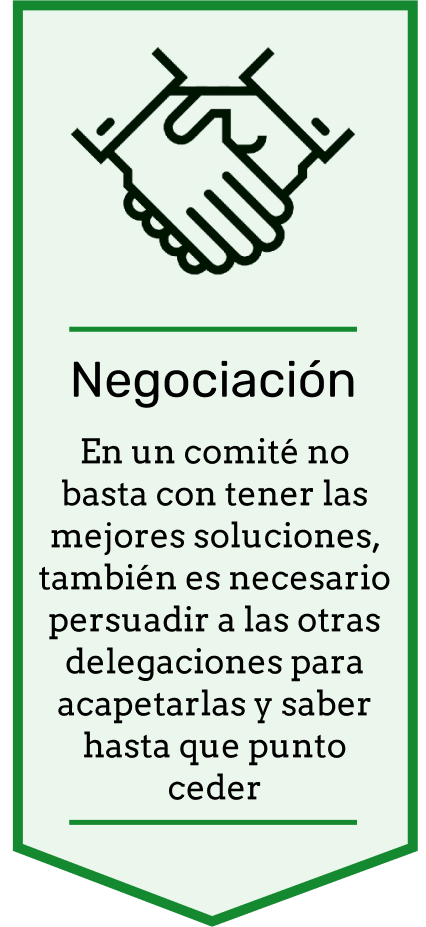 Negociación
En un comité no
basta con tener las
mejores soluciones,
también es necesario
persuadir a las otras
delegaciones para
acapetarlas y saber
hasta que punto
ceder